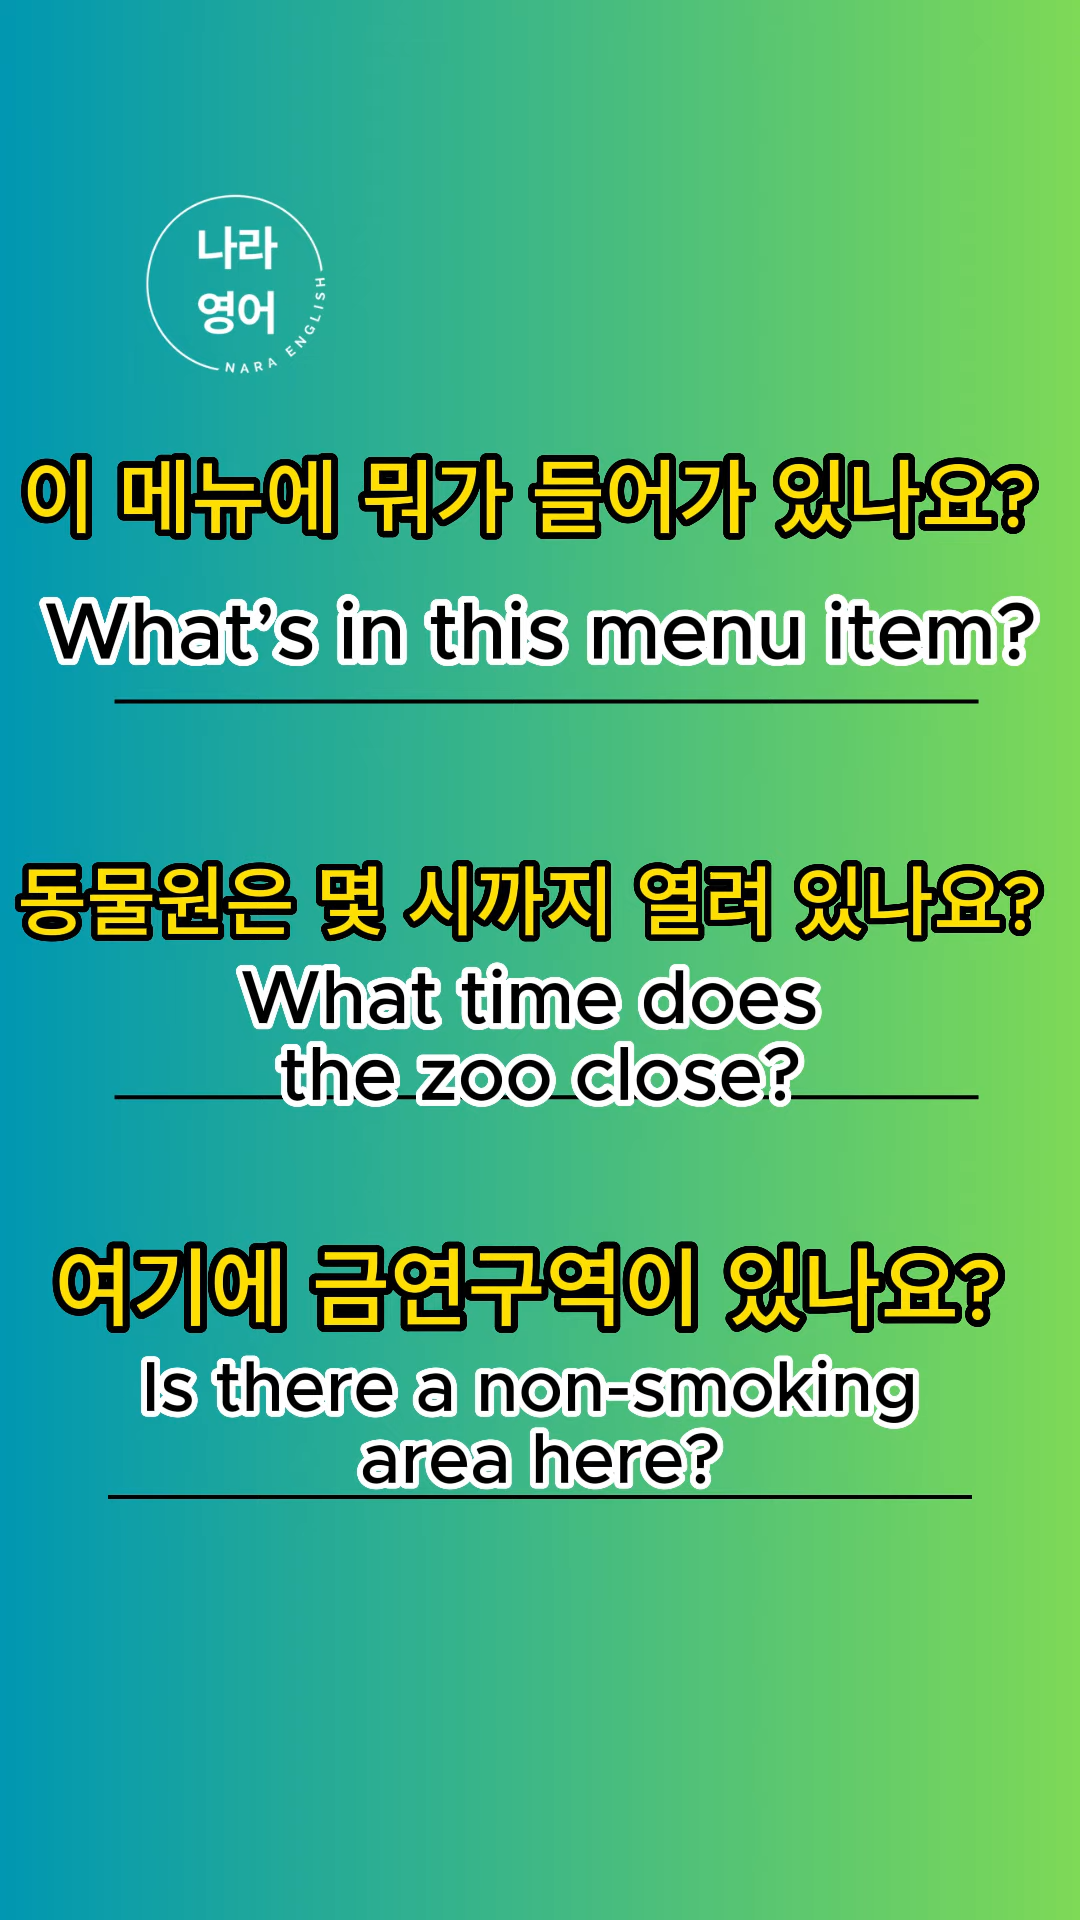 나라
영어
NARA ENGLISH
이 메뉴에 뭐가 들어가 있나요?
What’s in this menu item?
동물원은 몇 시까지 열려 있나요?
What time does
the zoo close?
여기에 금연구역이 있나요?
Is there a non-smoking
area here?